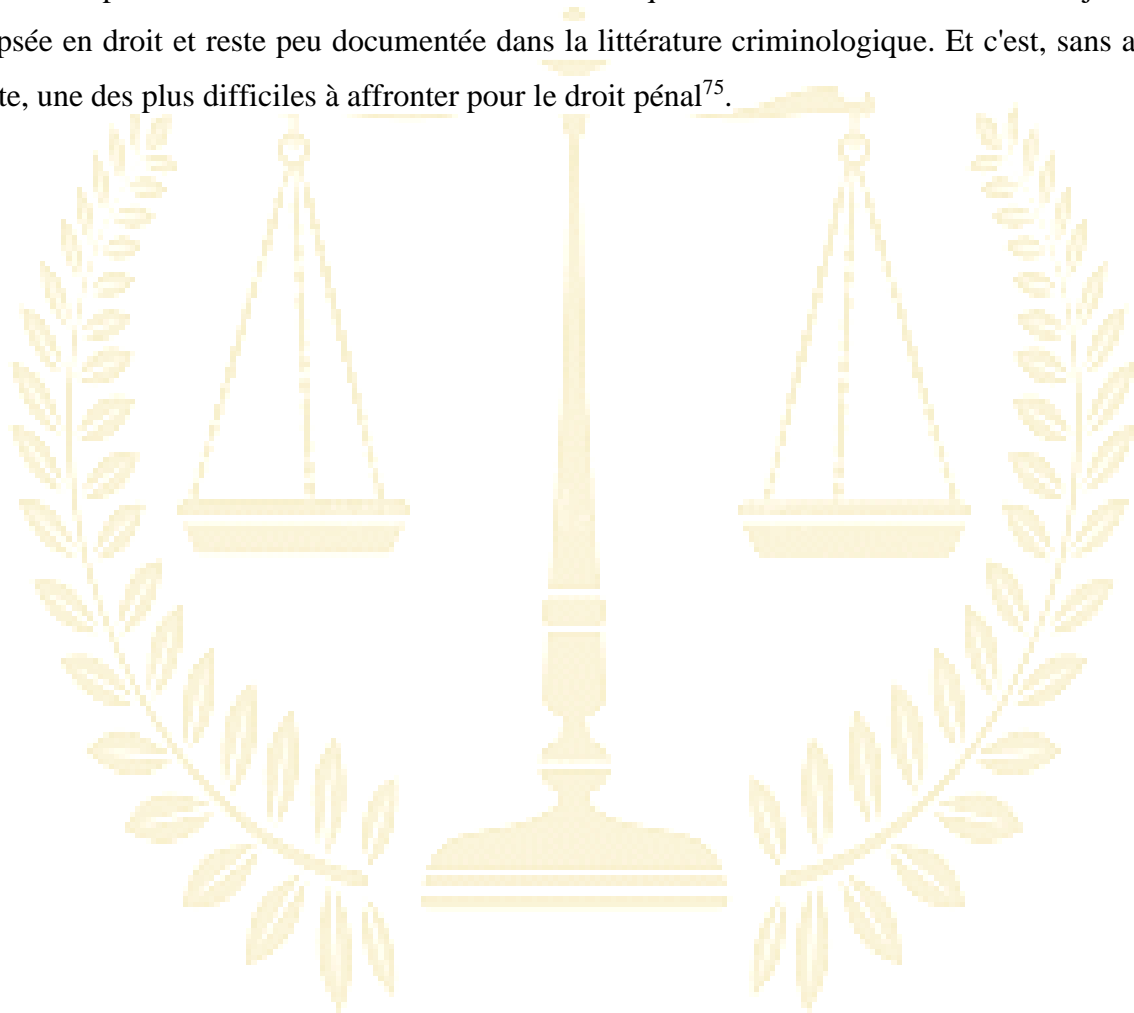 psée en droit et reste peu documentée dans la littérature criminologique. Et c'est, sans a
te, une des plus difficiles à affronter pour le droit pénal⁷⁵.